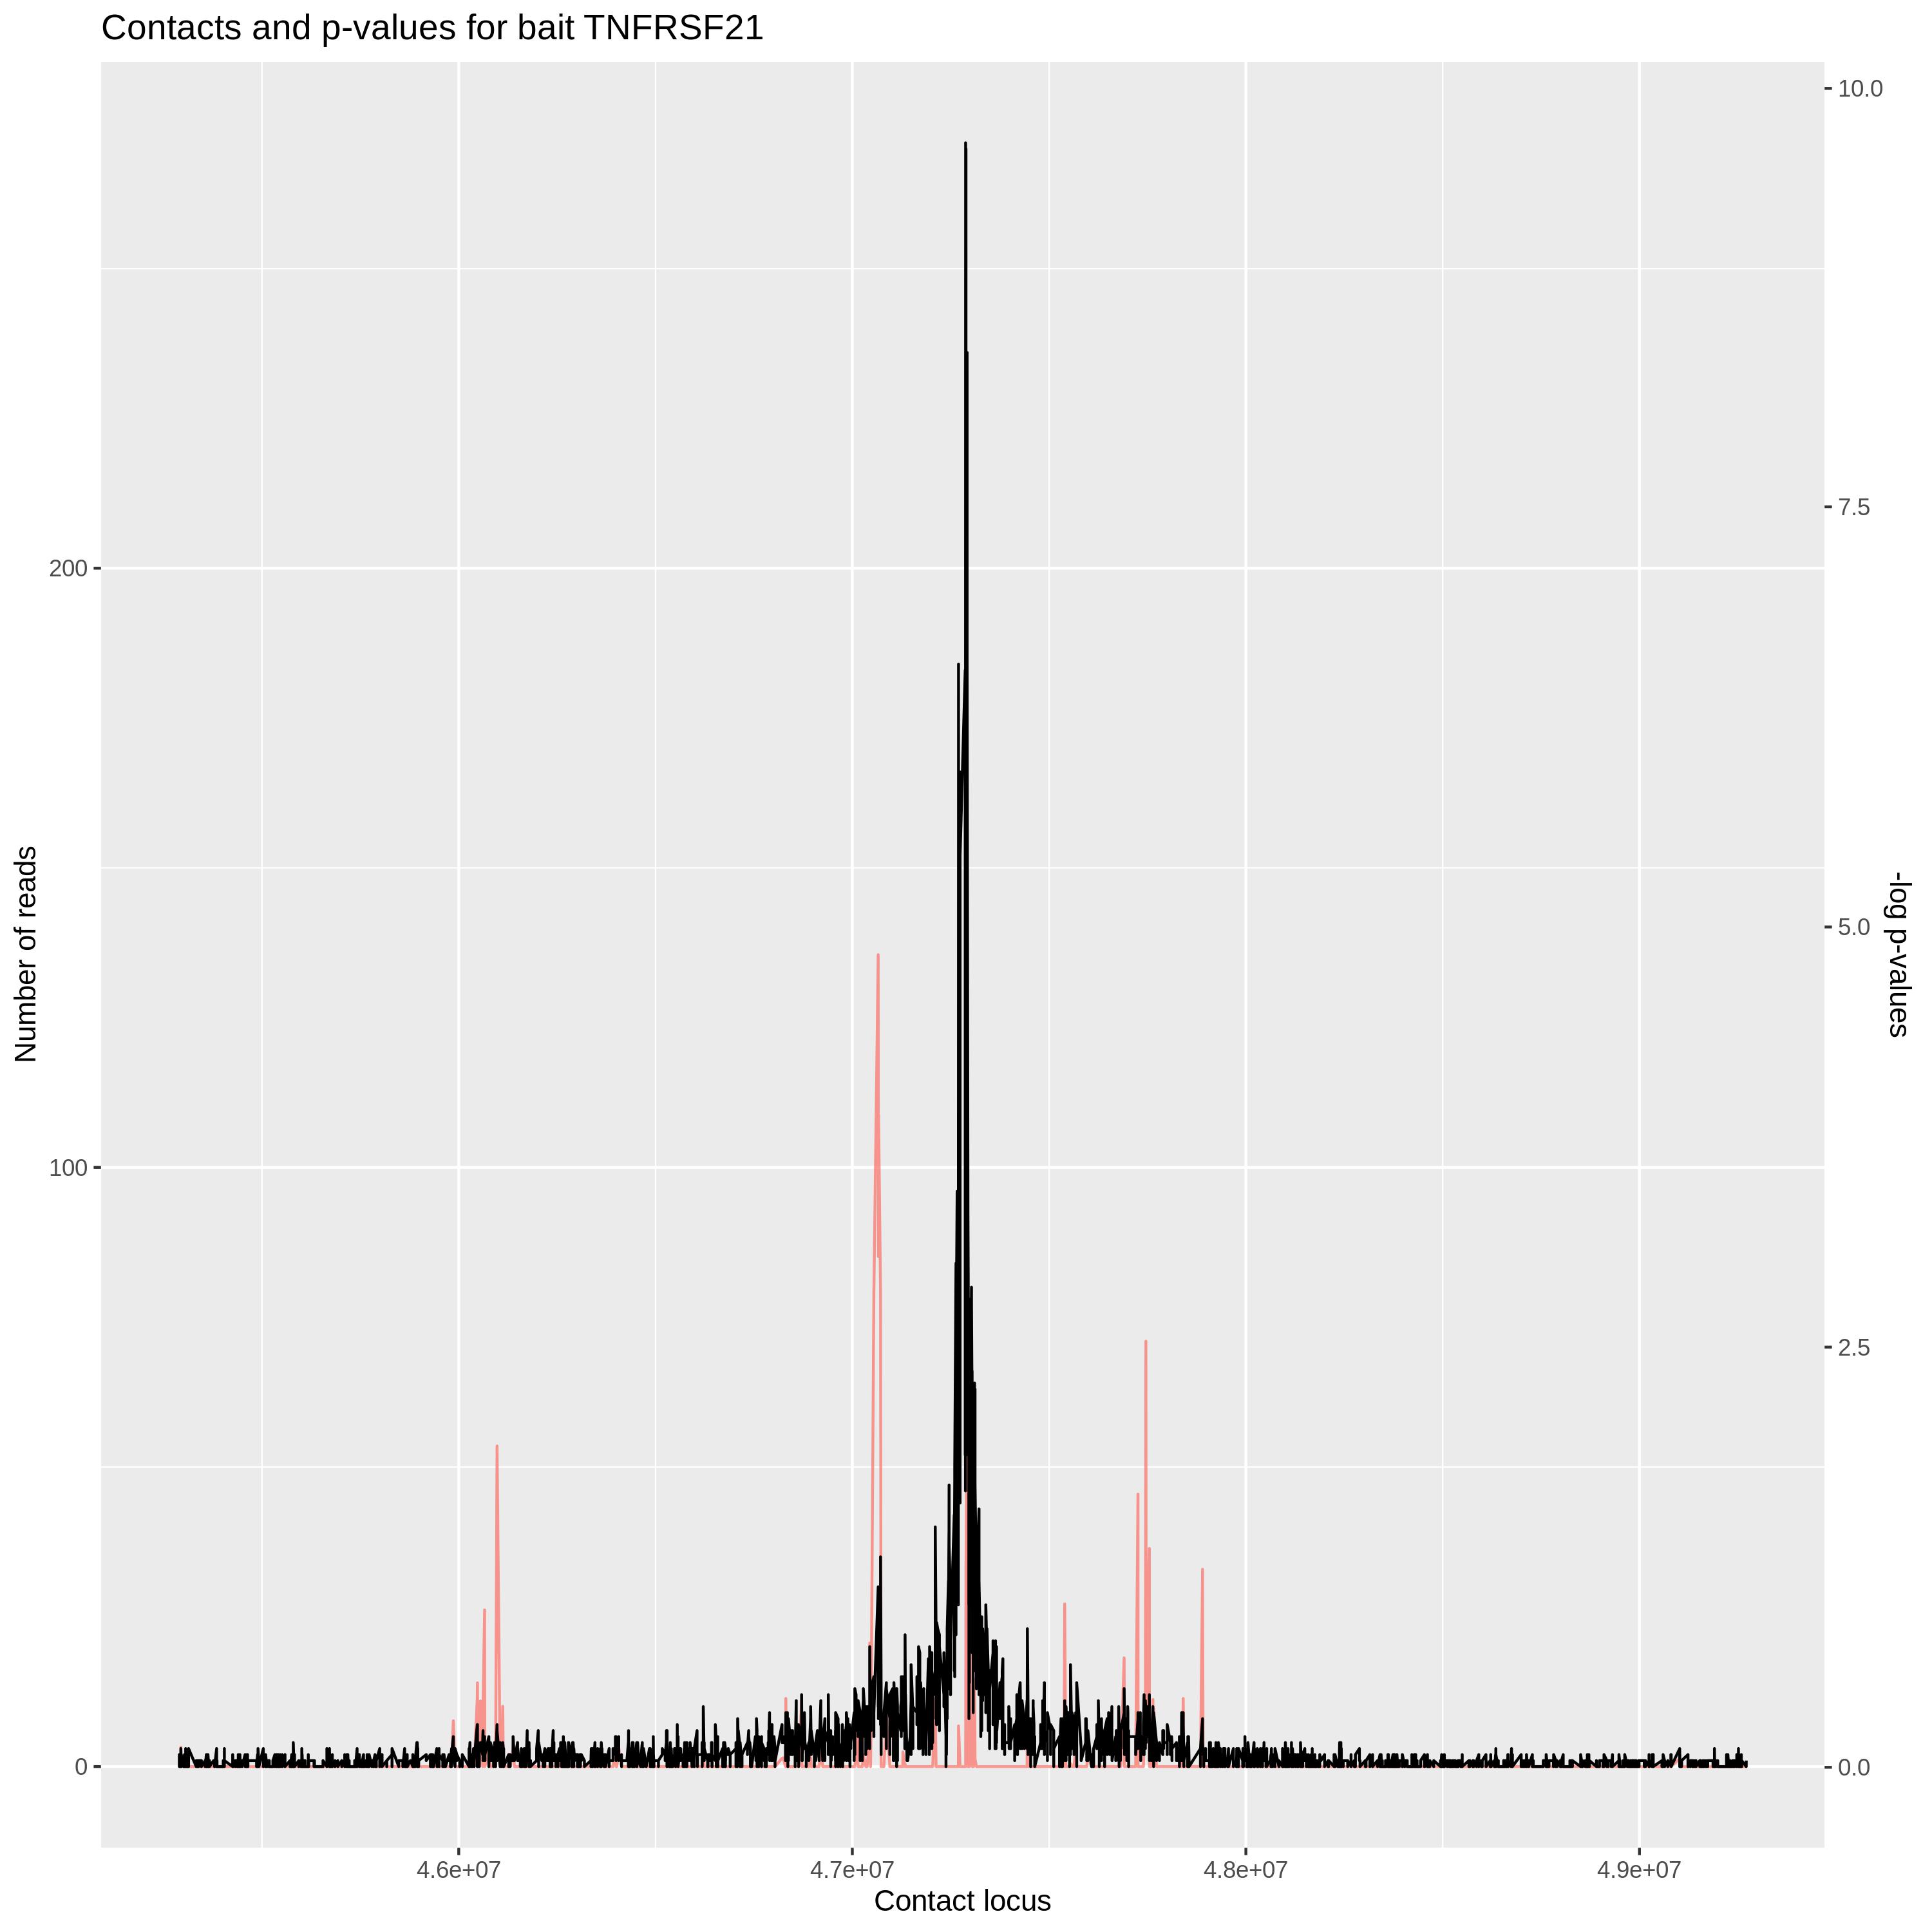 Contacts and p-values for bait TNFRSF21
Number of reads
200
100
0
10.0
7.5
5.0
2.5
0.0
-log p-values
4.6e+07
4.7e+07
4.8e+07
4.9e+07
Contact locus